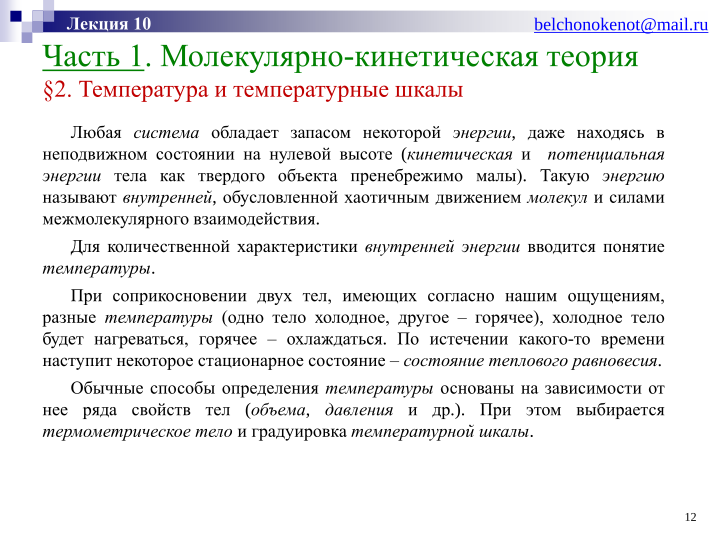 Лекция 10
belchonokenot@mail.ru
Часть 1. Молекулярно-кинетическая теория
§2. Температура и температурные шкалы
Любая система обладает запасом некоторой энергии, даже находясь в
неподвижном состоянии на нулевой высоте (кинетическая и потенциальная
энергии тела как твердого объекта пренебрежимо малы). Такую энергию
называют внутренней, обусловленной хаотичным движением молекул и силами
межмолекулярного взаимодействия.
Для количественной характеристики внутренней энергии вводится понятие
температуры.
При соприкосновении двух тел, имеющих согласно нашим ощущениям,
разные температуры (одно тело холодное, другое – горячее), холодное тело
будет нагреваться, горячее – охлаждаться. По истечении какого-то времени
наступит некоторое стационарное состояние – состояние теплового равновесия.
Обычные способы определения температуры основаны на зависимости от
нее ряда свойств тел (объема, давления и др.). При этом выбирается
термометрическое тело и градуировка температурной шкалы.
12